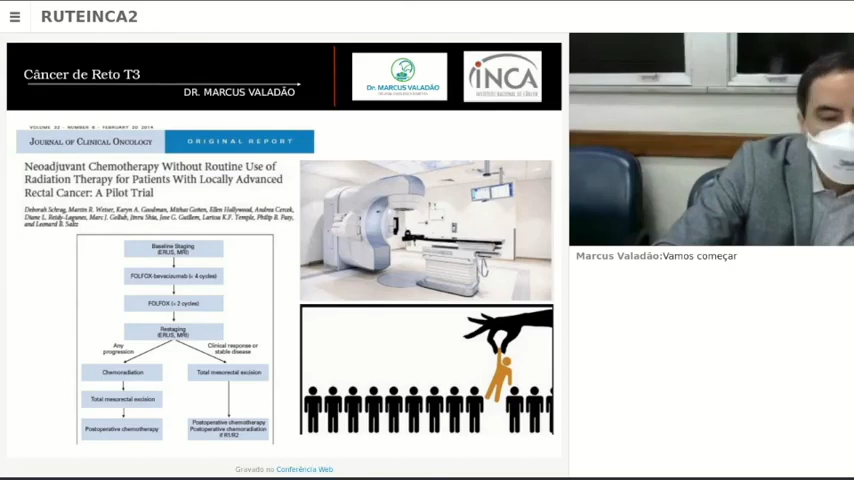 RUTEINCA2
Câncer de Reto T3
DR. MARCUS VALADÃO
DR. MARCUS VALADÃO
INCA
INSTITUTO NACIONAL DE CÂNCER
VOLUME 32 · NUMBER 6 · FEBRUARY 20 2014
JOURNAL OF CLINICAL ONCOLOGY
ORIGINAL REPORT
Neoadjuvant Chemotherapy Without Routine Use of
Radiation Therapy for Patients With Locally Advanced
Rectal Cancer: A Pilot Trial
Deborah Schrag, Martin R. Weiser, Karyn A. Goodman, Mithat Gonen, Ellen Hollywood, Andrea Cercek,
Diane L. Reidy-Lagunes, Marc J. Gollub, Jinru Shia, Jose G. Guillem, Larissa K.F. Temple, Philip B. Paty,
and Leonard B. Saltz
Baseline Staging
(ERUS, MRI)
FOLFOX-bevacizumab (× 4 cycles)
FOLFOX (× 2 cycles)
Restaging
(ERUS, MRI)
Any
progression
Clinical response or
stable disease
Chemoradiation
Total mesorectal excision
Total mesorectal excision
Postoperative chemotherapy
Postoperative chemotherapy
Postoperative chemoradiation
if R1/R2
Marcus Valadão:Vamos começar
Gravado no Conferência Web